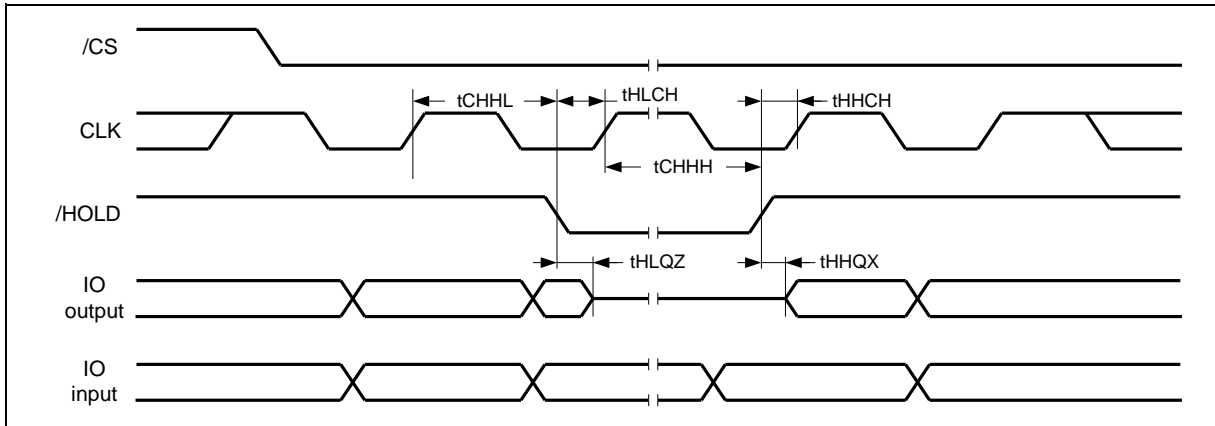 /CS
tCHHL
tHLCH
tHHCH
CLK
tCHHH
/HOLD
tHLQZ
tHHQX
IO
output
IO
input